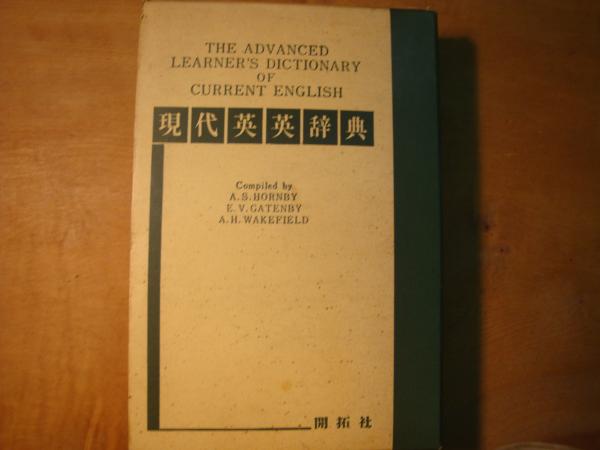 THE ADVANCED
LEARNER'S DICTIONARY
OF
CURRENT ENGLISH
現代英英辞典
Compiled by
A.S.HORNBY
E.V.GATENBY
A.H.WAKEFIELD
開拓社